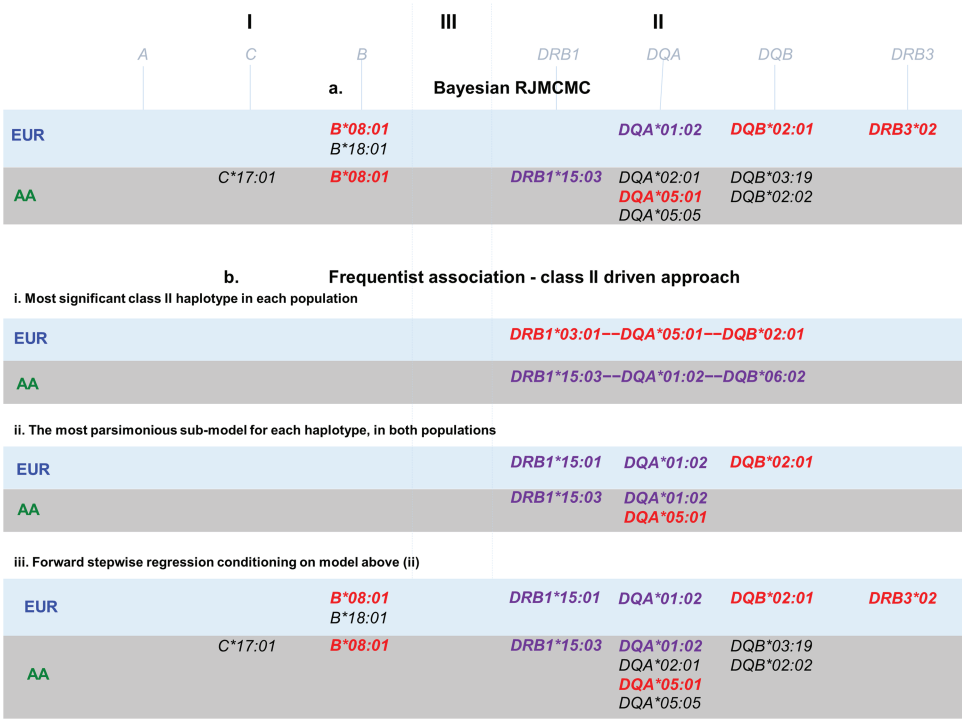 I III II
A C B DRB1 DQA DQB DRB3
a. Bayesian RJMCMC
EUR B*08:01 DQA*01:02 DQB*02:01 DRB3*02
B*18:01
AA C*17:01 B*08:01 DRB1*15:03 DQA*02:01 DQB*03:19
DQA*05:01 DQB*02:02
DQA*05:05
b. Frequentist association - class II driven approach
i. Most significant class II haplotype in each population
EUR DRB1*03:01−−DQA*05:01−−DQB*02:01
AA DRB1*15:03−−DQA*01:02−−DQB*06:02
ii. The most parsimonious sub-model for each haplotype, in both populations
EUR DRB1*15:01 DQA*01:02 DQB*02:01
AA DRB1*15:03 DQA*01:02
DQA*05:01
iii. Forward stepwise regression conditioning on model above (ii)
EUR B*08:01 DRB1*15:01 DQA*01:02 DQB*02:01 DRB3*02
B*18:01
AA C*17:01 B*08:01 DRB1*15:03 DQA*01:02 DQB*03:19
DQA*02:01 DQB*02:02
DQA*05:01
DQA*05:05